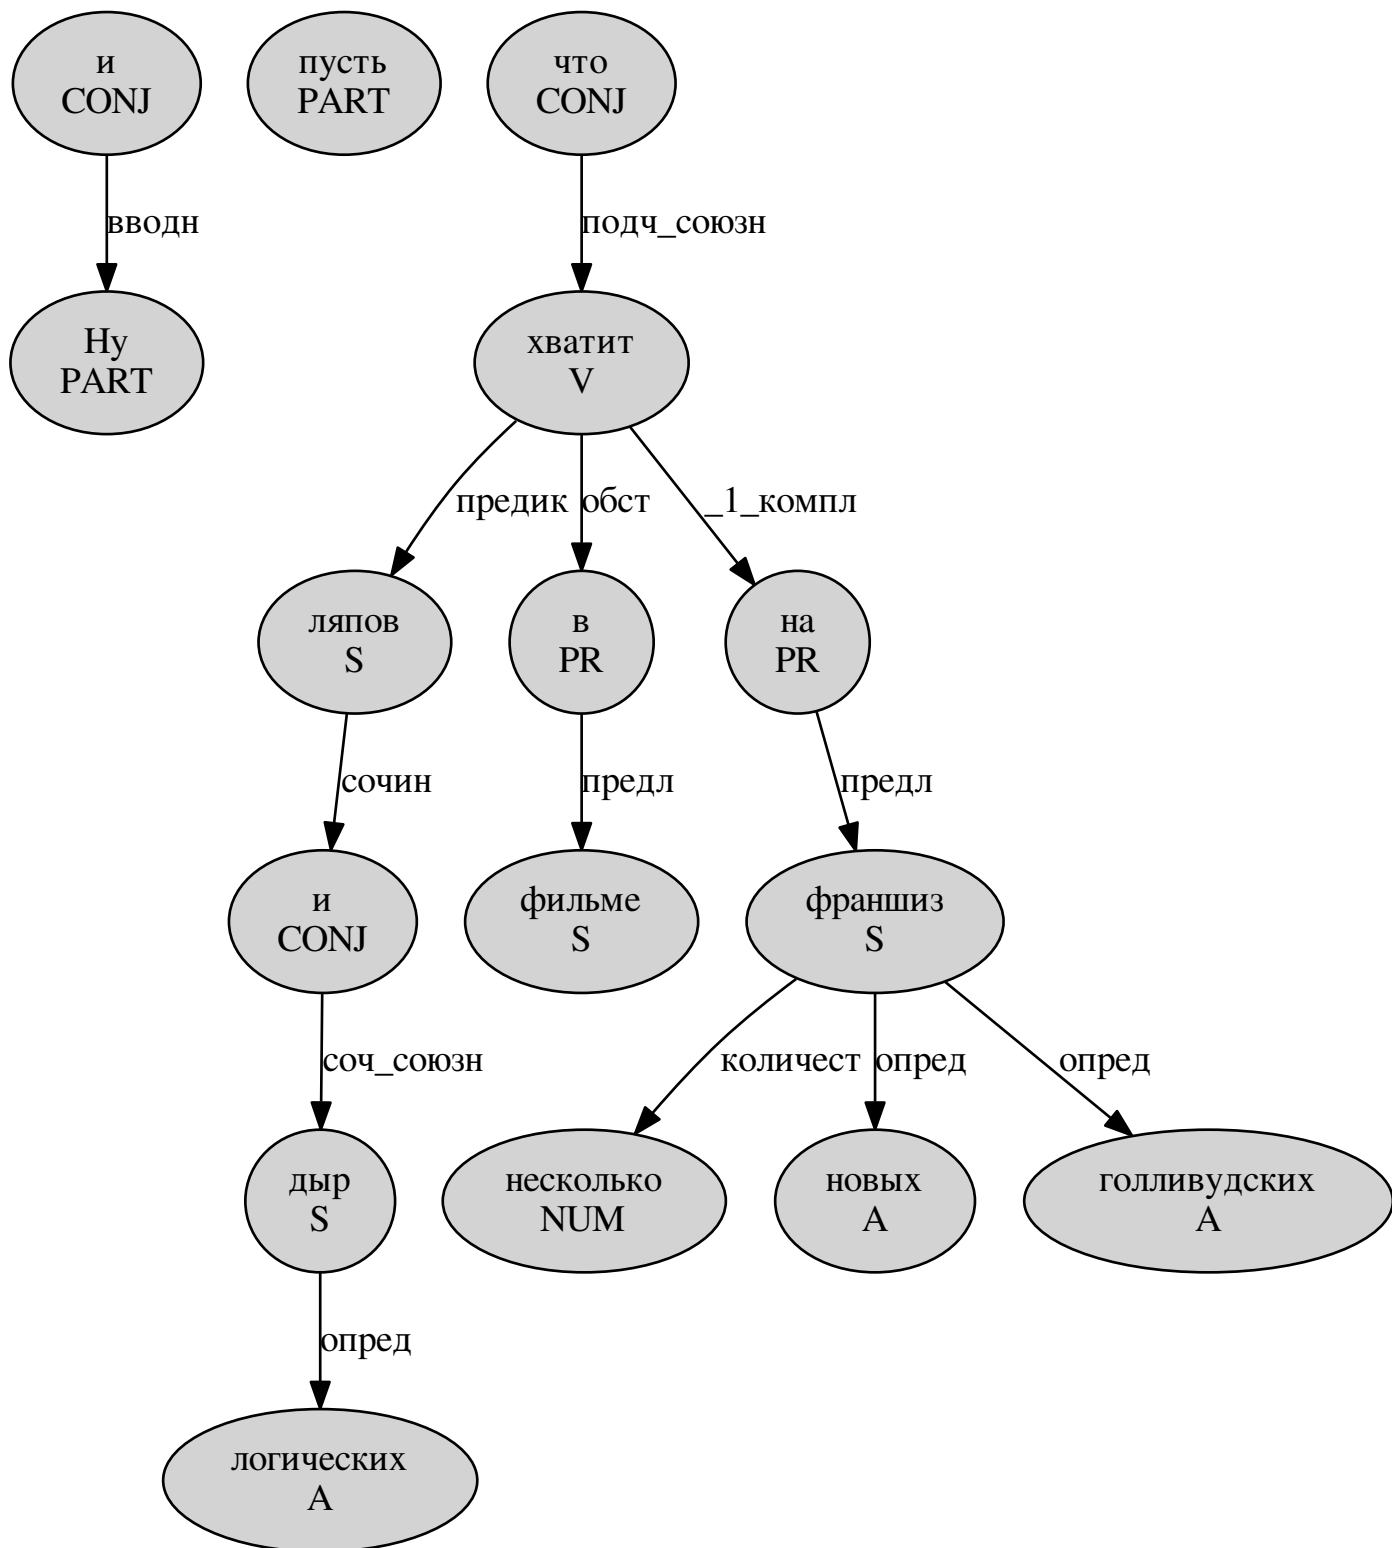 и
CONJ
пусть
PART
что
CONJ
вводн
подч_союзн
Ну
PART
хватит
V
предик
обст
_1_компл
ляпов
S
в
PR
на
PR
сочин
предл
предл
и
CONJ
фильме
S
франшиз
S
соч_союзн
количест
опред
опред
дыр
S
несколько
NUM
новых
A
голливудских
A
опред
логических
A